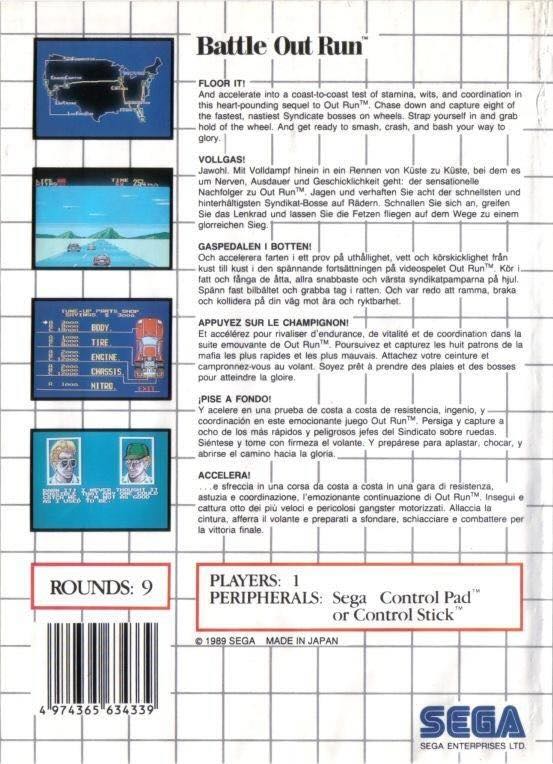 Battle Out Run™
FLOOR IT!
And accelerate into a coast-to-coast test of stamina, wits, and coordination in
this heart-pounding sequel to Out Run™. Chase down and capture eight of
the fastest, nastiest Syndicate bosses on wheels. Strap yourself in and grab
hold of the wheel. And get ready to smash, crash, and bash your way to
glory.
VOLLGAS!
Jawohl. Mit Volldampf hinein in ein Rennen von Küste zu Küste, bei dem es
um Nerven, Ausdauer und Geschicklichkeit geht: der sensationelle
Nachfolger zu Out Run™. Jagen und verhaften Sie acht der schnellsten und
hinterhältigsten Syndikat-Bosse auf Rädern. Schnallen Sie sich an, greifen
Sie das Lenkrad und lassen Sie die Fetzen fliegen auf dem Wege zu einem
glorreichen Sieg.
GASPEDALEN I BOTTEN!
Och accelerera farten i ett prov på uthållighet, vett och körskicklighet från
kust till kust i den spännande fortsättningen på videospelet Out Run™. Kör i
fatt och fånga de åtta, allra snabbaste och värsta syndikatpamparna på hjul.
Spänn fast bilbältet och grabba tag i ratten. Och var redo att ramma, braka
och kollidera på din väg mot ära och ryktbarhet.
APPUYEZ SUR LE CHAMPIGNON!
Et accélérez pour rivaliser d'endurance, de vitalité et de coordination dans la
suite emouvante de Out Run™. Poursuivez et capturez les huit patrons de la
mafia les plus rapides et les plus mauvais. Attachez votre ceinture et
campronnez-vous au volant. Soyez prêt à prendre des plaies et des bosses
pour atteindre la gloire.
¡PISE A FONDO!
Y acelere en una prueba de costa a costa de resistencia, ingenio, y
coordinación en este emocionante juego Out Run™. Persiga y capture a
ocho de los más rápidos y peligrosos jefes del Sindicato sobre ruedas.
Siéntese y tome con firmeza el volante. Y prepárese para aplastar, chocar, y
abrirse el camino hacia la gloria.
ACCELERA!
. . .e sfreccia in una corsa da costa a costa in una gara di resistenza,
astuzia e coordinazione, l'emozionante continuazione di Out Run™. Insegui e
cattura otto dei più veloci e pericolosi gangster motorizzati. Allaccia la
cintura, afferra il volante e preparati a sfondare, schiacciare e combattere per
la vittoria finale.
TIME
TUNE-UP PARTS SHOP
BODY
TIRE
ENGINE
CHASSIS
NITRO
EXIT
ROUNDS: 9
PLAYERS: 1
PERIPHERALS: Sega Control Pad™
or Control Stick™
© 1989 SEGA MADE IN JAPAN
4 974365 634339
SEGA
SEGA ENTERPRISES LTD.